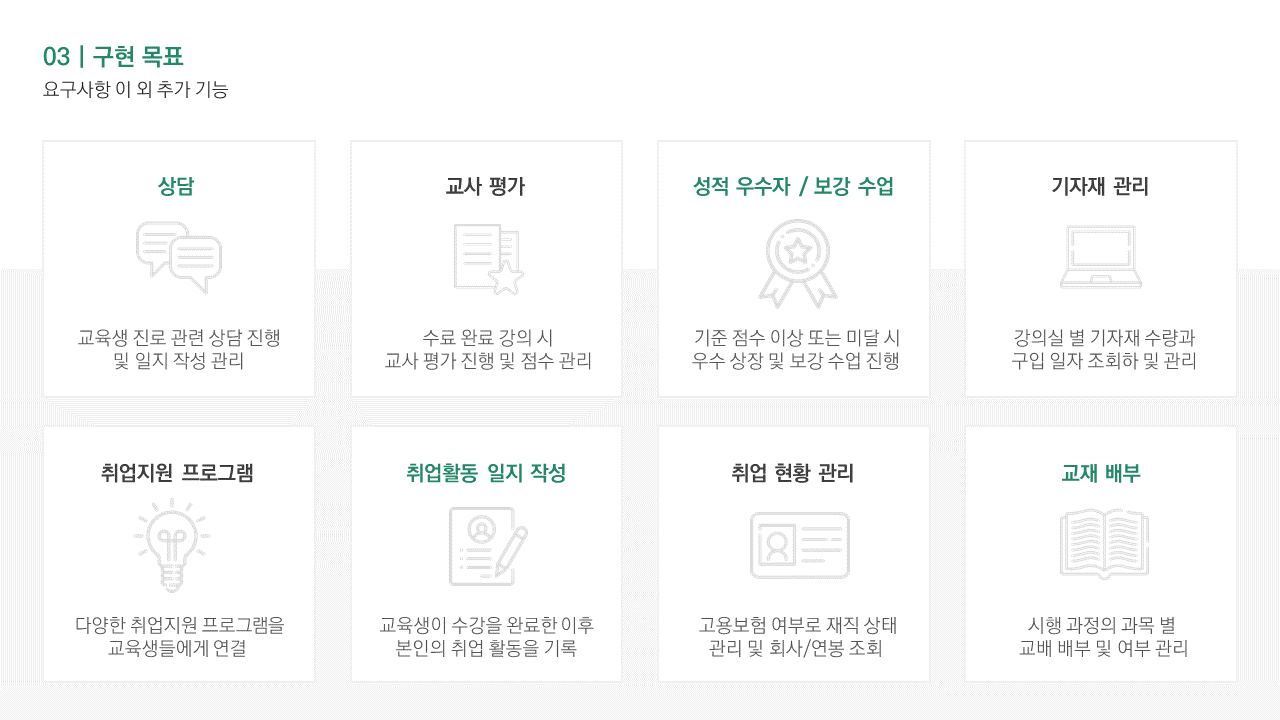 03 | 구현 목표
요구사항 이 외 추가 기능
상담
교육생 진로 관련 상담 진행
및 일지 작성 관리
교사 평가
수료 완료 강의 시
교사 평가 진행 및 점수 관리
성적 우수자 / 보강 수업
기준 점수 이상 또는 미달 시
우수 상장 및 보강 수업 진행
기자재 관리
강의실 별 기자재 수량과
구입 일자 조회하 및 관리
취업지원 프로그램
다양한 취업지원 프로그램을
교육생들에게 연결
취업활동 일지 작성
교육생이 수강을 완료한 이후
본인의 취업 활동을 기록
취업 현황 관리
고용보험 여부로 재직 상태
관리 및 회사/연봉 조회
교재 배부
시행 과정의 과목 별
교배 배부 및 여부 관리